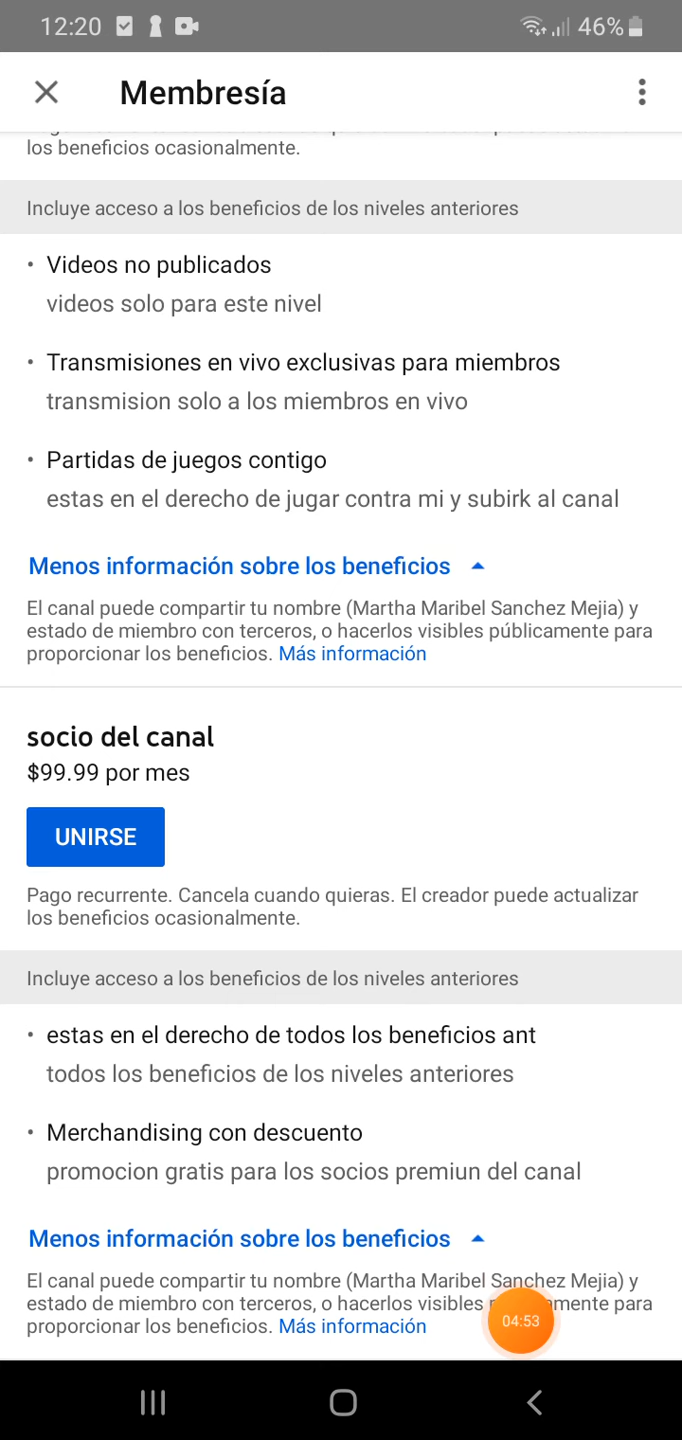 12:20
46%
Membresía
los beneficios ocasionalmente.
Incluye acceso a los beneficios de los niveles anteriores
• Videos no publicados
videos solo para este nivel
• Transmisiones en vivo exclusivas para miembros
transmision solo a los miembros en vivo
• Partidas de juegos contigo
estas en el derecho de jugar contra mi y subirk al canal
Menos información sobre los beneficios
El canal puede compartir tu nombre (Martha Maribel Sanchez Mejia) y
estado de miembro con terceros, o hacerlos visibles públicamente para
proporcionar los beneficios. Más información
socio del canal
$99.99 por mes
UNIRSE
Pago recurrente. Cancela cuando quieras. El creador puede actualizar
los beneficios ocasionalmente.
Incluye acceso a los beneficios de los niveles anteriores
• estas en el derecho de todos los beneficios ant
todos los beneficios de los niveles anteriores
• Merchandising con descuento
promocion gratis para los socios premiun del canal
Menos información sobre los beneficios
El canal puede compartir tu nombre (Martha Maribel Sanchez Mejia) y
estado de miembro con terceros, o hacerlos visibles para
proporcionar los beneficios. Más información
04:53